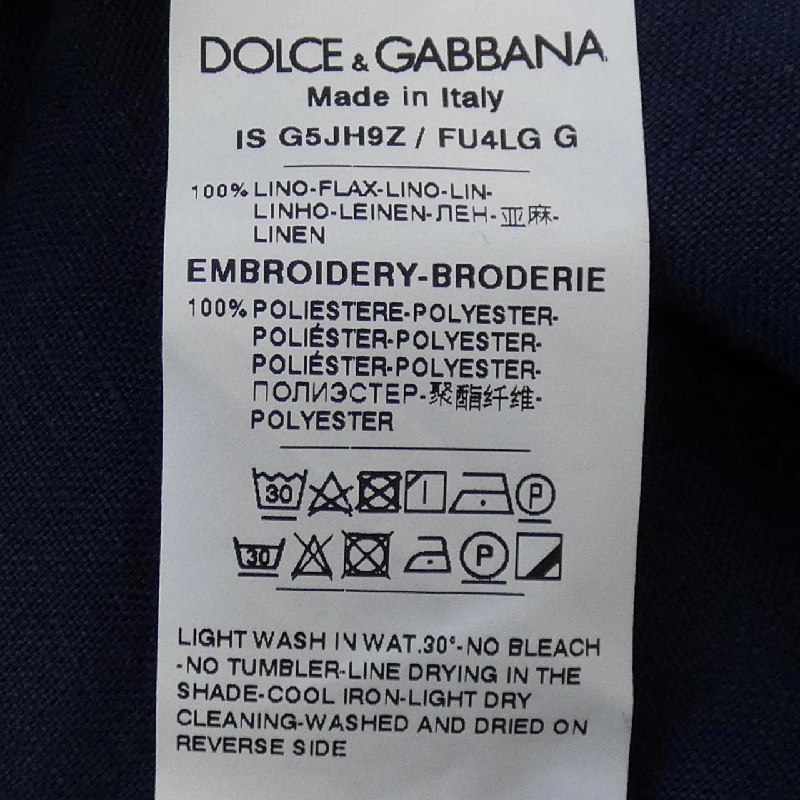 DOLCE & GABBANA
Made in Italy
IS G5JH9Z / FU4LG G
100% LINO-FLAX-LINO-LIN-
LINHO-LEINEN-ЛЕН-亚麻-
LINEN
EMBROIDERY-BRODERIE
100% POLIESTERE-POLYESTER-
POLIÉSTER-POLYESTER-
POLIÉSTER-POLYESTER-
ПОЛИЭСТЕР-聚酯纤维-
POLYESTER
30 P
30 P
LIGHT WASH IN WAT.30°-NO BLEACH
-NO TUMBLER-LINE DRYING IN THE
SHADE-COOL IRON-LIGHT DRY
CLEANING-WASHED AND DRIED ON
REVERSE SIDE